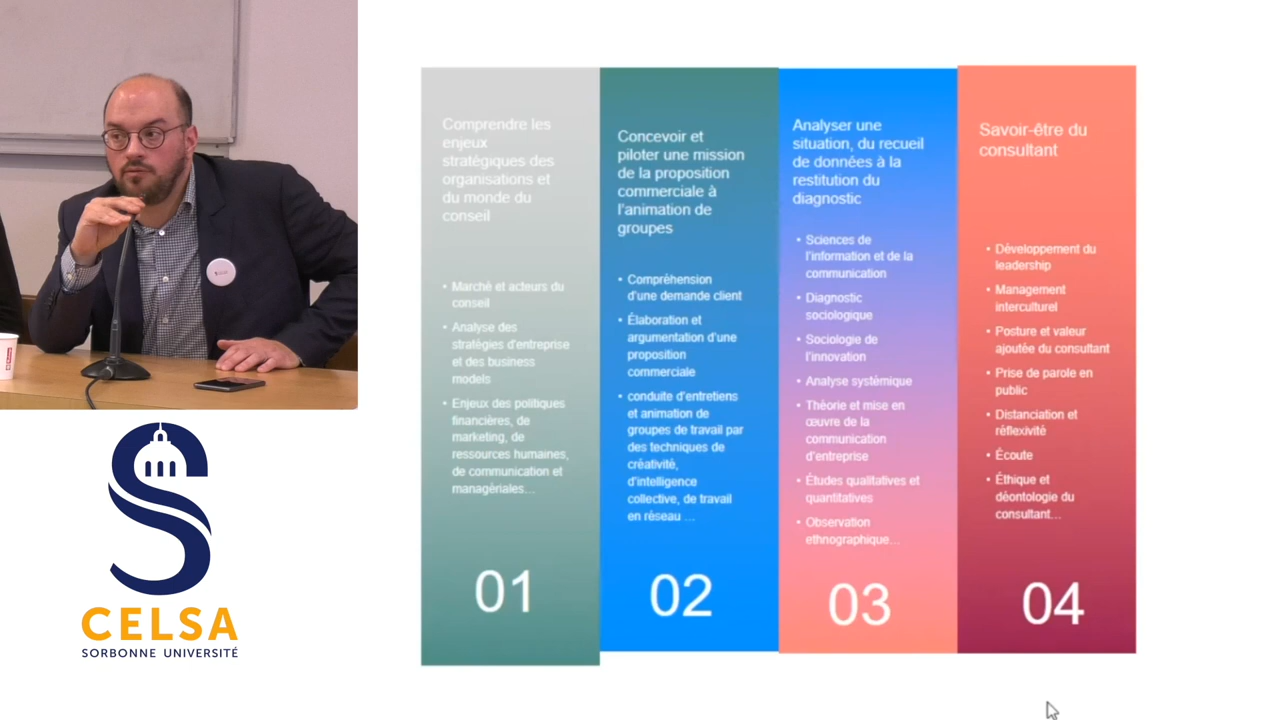 Comprendre les
enjeux
stratégiques des
organisations et
du monde du
conseil
• Marché et acteurs du
conseil
• Analyse des
stratégies d'entreprise
et des business
models
• Enjeux des politiques
financières, de
marketing, de
ressources humaines,
de communication et
managériales…
01
Concevoir et
piloter une mission
de la proposition
commerciale à
l'animation de
groupes
• Compréhension
d'une demande client
• Élaboration et
argumentation d'une
proposition
commerciale
• conduite d'entretiens
et animation de
groupes de travail par
des techniques de
créativité,
d'intelligence
collective, de travail
en réseau …
02
Analyser une
situation, du recueil
de données à la
restitution du
diagnostic
• Sciences de
l'information et de la
communication
• Diagnostic
sociologique
• Sociologie de
l'innovation
• Analyse systémique
• Théorie et mise en
œuvre de la
communication
d'entreprise
• Études qualitatives et
quantitatives
• Observation
ethnographique…
03
Savoir-être du
consultant
• Développement du
leadership
• Management
interculturel
• Posture et valeur
ajoutée du consultant
• Prise de parole en
public
• Distanciation et
réflexivité
• Écoute
• Éthique et
déontologie du
consultant…
04
CELSA
SORBONNE UNIVERSITÉ